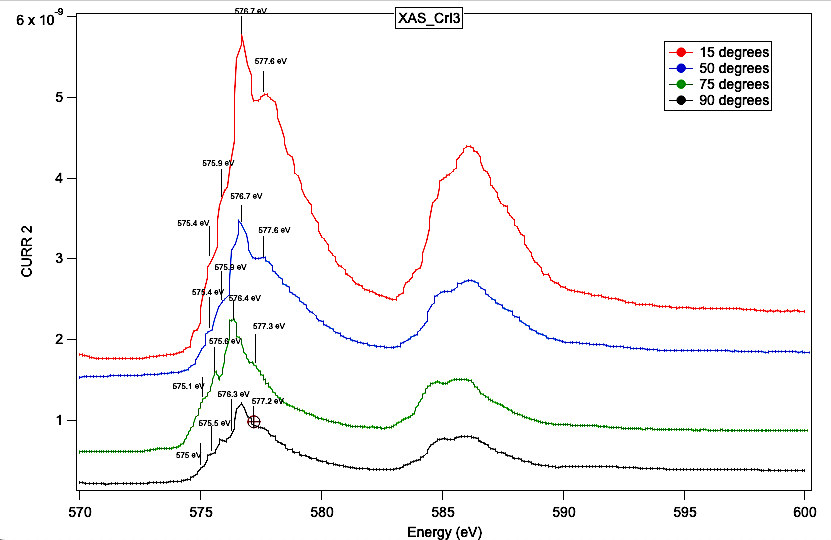 XAS_CrI3
6 x 10⁻⁹
5
4
3
2
1
CURR 2
570
575
580
585
590
595
600
Energy (eV)
15 degrees
50 degrees
75 degrees
90 degrees
576.7 eV
577.6 eV
575.9 eV
575.4 eV
576.7 eV
577.6 eV
575.9 eV
575.4 eV
576.4 eV
577.3 eV
575.6 eV
575.1 eV
576.3 eV
577.2 eV
575.5 eV
575 eV